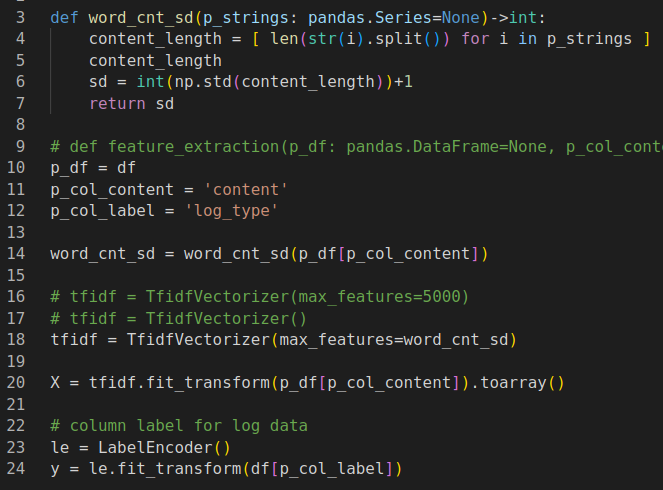 3 def word_cnt_sd(p_strings: pandas.Series=None)->int:
4     content_length = [ len(str(i).split()) for i in p_strings ]
5     content_length
6     sd = int(np.std(content_length))+1
7     return sd
8
9 # def feature_extraction(p_df: pandas.DataFrame=None, p_col_cont
10 p_df = df
11 p_col_content = 'content'
12 p_col_label = 'log_type'
13
14 word_cnt_sd = word_cnt_sd(p_df[p_col_content])
15
16 # tfidf = TfidfVectorizer(max_features=5000)
17 # tfidf = TfidfVectorizer()
18 tfidf = TfidfVectorizer(max_features=word_cnt_sd)
19
20 X = tfidf.fit_transform(p_df[p_col_content]).toarray()
21
22 # column label for log data
23 le = LabelEncoder()
24 y = le.fit_transform(df[p_col_label])